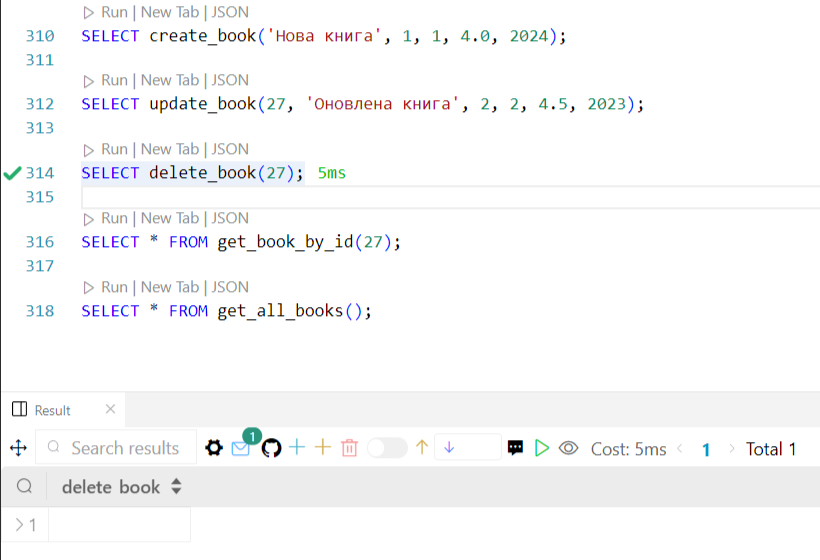 Run | New Tab | JSON
310 SELECT create_book('Нова книга', 1, 1, 4.0, 2024);
311
Run | New Tab | JSON
312 SELECT update_book(27, 'Оновлена книга', 2, 2, 4.5, 2023);
313
Run | New Tab | JSON
314 SELECT delete_book(27); 5ms
315
Run | New Tab | JSON
316 SELECT * FROM get_book_by_id(27);
317
Run | New Tab | JSON
318 SELECT * FROM get_all_books();
Result
Search results 1 Cost: 5ms 1 Total 1
delete book
1